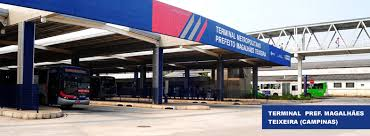 TERMINAL METROPOLITANO
PREFEITO MAGALHÃES TEIXEIRA
TERMINAL PREF. MAGALHÃES
TEIXEIRA (CAMPINAS)